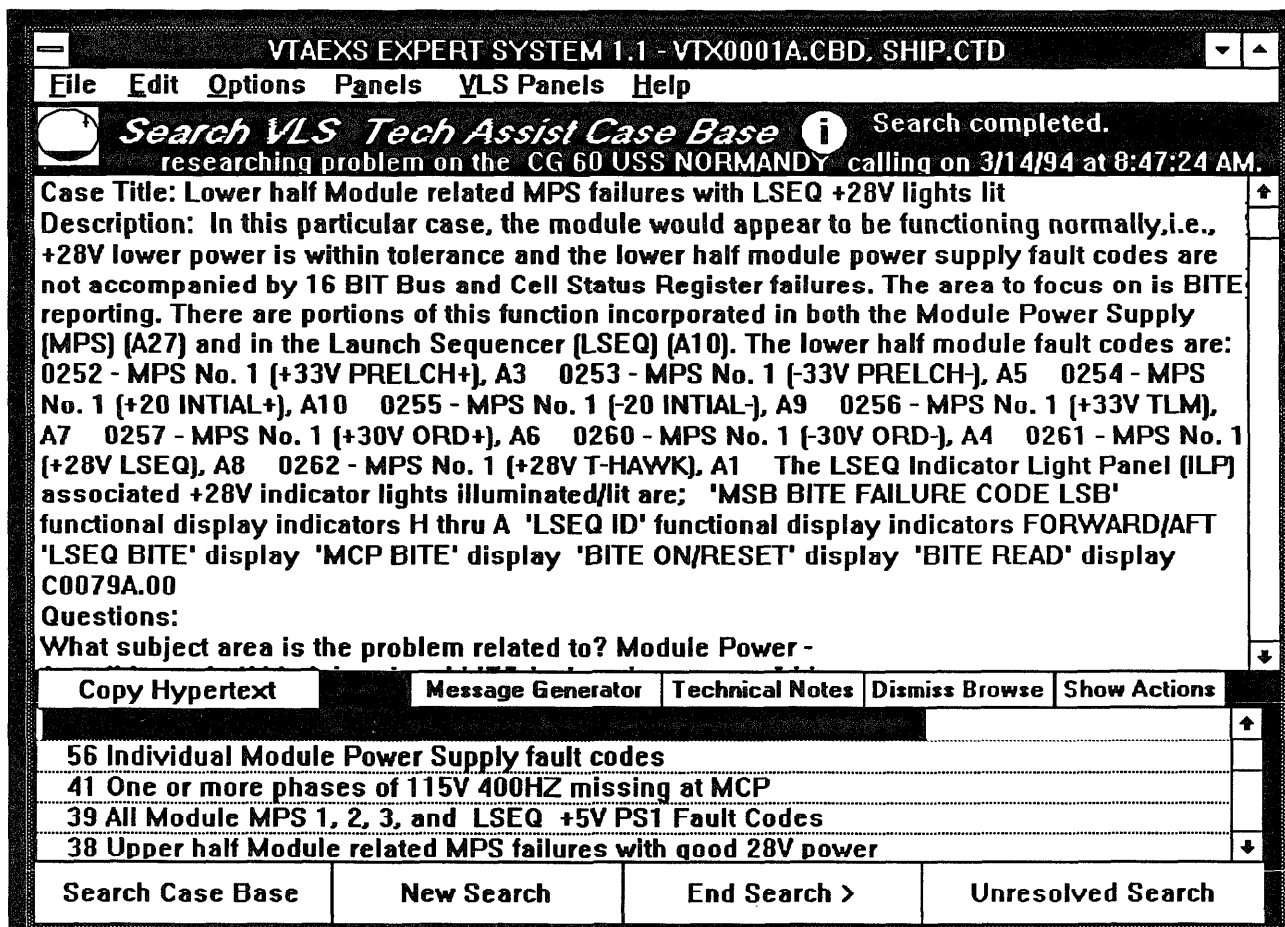 VTAEXS EXPERT SYSTEM 1.1 - VTX0001A.CBD, SHIP.CTD
File Edit Options Panels VLS Panels Help
Search VLS Tech Assist Case Base i Search completed.
researching problem on the CG 60 USS NORMANDY calling on 3/14/94 at 8:47:24 AM.
Case Title: Lower half Module related MPS failures with LSEQ +28V lights lit
Description: In this particular case, the module would appear to be functioning normally,i.e.,
+28V lower power is within tolerance and the lower half module power supply fault codes are
not accompanied by 16 BIT Bus and Cell Status Register failures. The area to focus on is BITE
reporting. There are portions of this function incorporated in both the Module Power Supply
(MPS) (A27) and in the Launch Sequencer (LSEQ) (A10). The lower half module fault codes are:
0252 - MPS No. 1 (+33V PRELCH+), A3 0253 - MPS No. 1 (-33V PRELCH-), A5 0254 - MPS
No. 1 (+20 INTIAL+), A10 0255 - MPS No. 1 (-20 INTIAL-), A9 0256 - MPS No. 1 (+33V TLM),
A7 0257 - MPS No. 1 (+30V ORD+), A6 0260 - MPS No. 1 (-30V ORD-), A4 0261 - MPS No. 1
(+28V LSEQ), A8 0262 - MPS No. 1 (+28V T-HAWK), A1 The LSEQ Indicator Light Panel (ILP)
associated +28V indicator lights illuminated/lit are; 'MSB BITE FAILURE CODE LSB'
functional display indicators H thru A 'LSEQ ID' functional display indicators FORWARD/AFT
'LSEQ BITE' display 'MCP BITE' display 'BITE ON/RESET' display 'BITE READ' display
C0079A.00
Questions:
What subject area is the problem related to? Module Power -
Copy Hypertext Message Generator Technical Notes Dismiss Browse Show Actions
56 Individual Module Power Supply fault codes
41 One or more phases of 115V 400HZ missing at MCP
39 All Module MPS 1, 2, 3, and LSEQ +5V PS1 Fault Codes
38 Upper half Module related MPS failures with good 28V power
Search Case Base New Search End Search > Unresolved Search